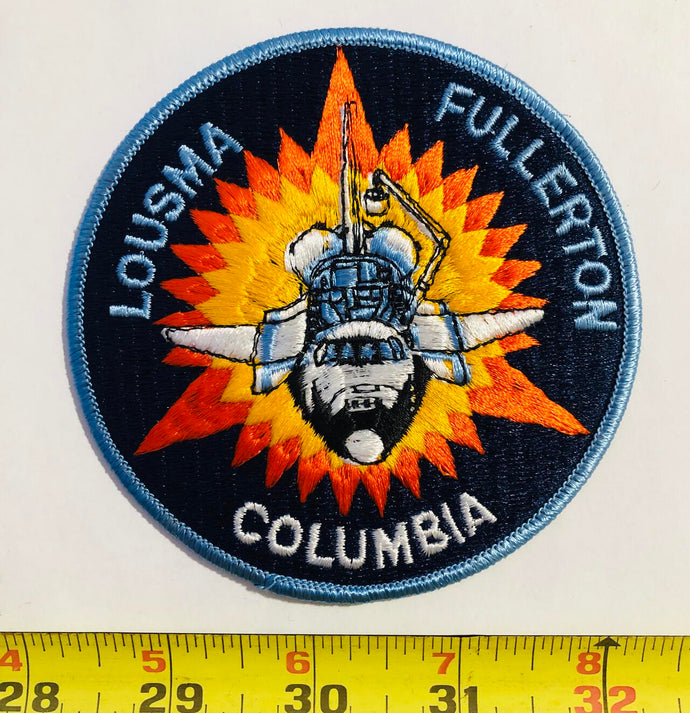 LOUSMA
FULLERTON
COLUMBIA
4 5 6 7 8
28 29 30 31 32